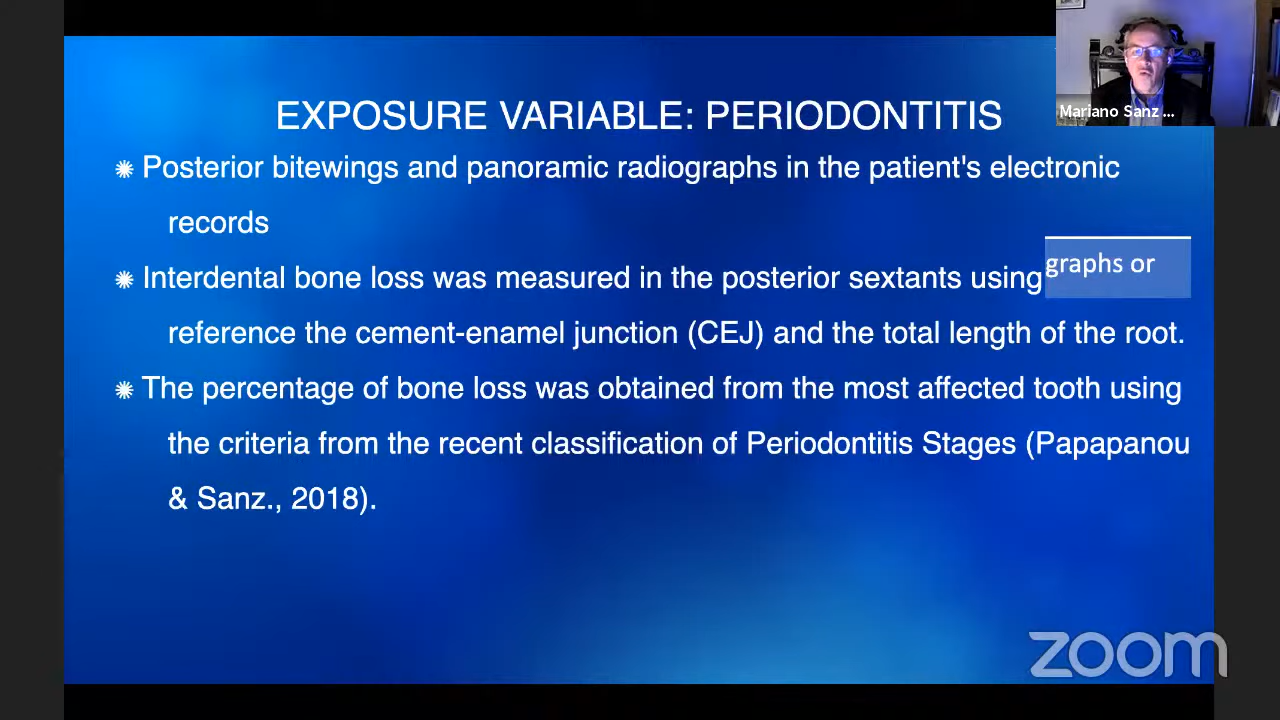 Mariano Sanz ...
EXPOSURE VARIABLE: PERIODONTITIS
Posterior bitewings and panoramic radiographs in the patient's electronic
records
Interdental bone loss was measured in the posterior sextants using
graphs or
reference the cement-enamel junction (CEJ) and the total length of the root.
The percentage of bone loss was obtained from the most affected tooth using
the criteria from the recent classification of Periodontitis Stages (Papapanou
& Sanz., 2018).
zoom